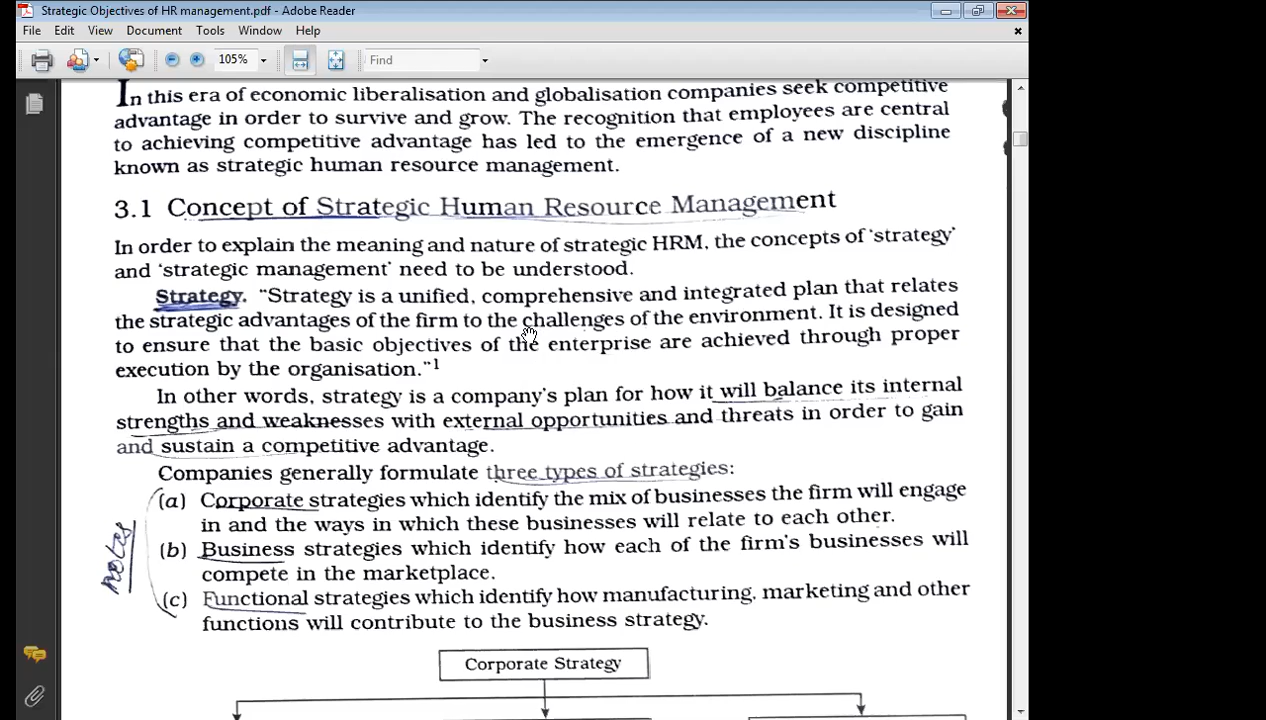 Strategic Objectives of HR management.pdf - Adobe Reader
File Edit View Document Tools Window Help
105% Find
In this era of economic liberalisation and globalisation companies seek competitive
advantage in order to survive and grow. The recognition that employees are central
to achieving competitive advantage has led to the emergence of a new discipline
known as strategic human resource management.
3.1 Concept of Strategic Human Resource Management
In order to explain the meaning and nature of strategic HRM, the concepts of 'strategy'
and 'strategic management' need to be understood.
Strategy. "Strategy is a unified, comprehensive and integrated plan that relates
the strategic advantages of the firm to the challenges of the environment. It is designed
to ensure that the basic objectives of the enterprise are achieved through proper
execution by the organisation."1
In other words, strategy is a company's plan for how it will balance its internal
strengths and weaknesses with external opportunities and threats in order to gain
and sustain a competitive advantage.
Companies generally formulate three types of strategies:
(a) Corporate strategies which identify the mix of businesses the firm will engage
in and the ways in which these businesses will relate to each other.
(b) Business strategies which identify how each of the firm's businesses will
compete in the marketplace.
(c) Functional strategies which identify how manufacturing, marketing and other
functions will contribute to the business strategy.
notes
Corporate Strategy